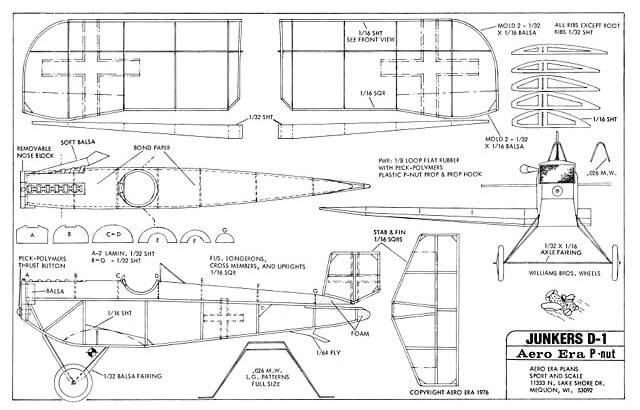 1/16 SHT
SEE FRONT VIEW
MOLD 2 - 1/32
X 1/16 BALSA
ALL RIBS EXCEPT ROOT
RIBS 1/32 SHT
1/16 SQR
1/16 SHT
1/32 SHT
MOLD 2 - 1/32
X 1/16 BALSA
REMOVABLE
NOSE BLOCK
SOFT BALSA
BOND PAPER
PWR: 1/8 LOOP FLAT RUBBER
WITH PECK-POLYMERS
PLASTIC P-NUT PROP & PROP HOOK
.026 M.W.
A
B
C=D
E
F
G
STAB & FIN
1/16 SQRS
1/32 X 1/16
AXLE FAIRING
WILLIAMS BROS. WHEELS
PECK-POLYMERS
THRUST BUTTON
A-2 LAMIN, 1/32 SHT
B=G - 1/32 SHT
FUS. LONGERONS,
CROSS MEMBERS, AND UPRIGHTS
1/16 SQR
A
B
C
D
E
F
G
BALSA
1/16 SHT
FOAM
1/64 PLY
1/32 BALSA FAIRING
.026 M.W.
L.G. PATTERNS
FULL SIZE
COPYRIGHT AERO ERA 1976
JUNKERS D-1
Aero Era P-nut
AERO ERA PLANS
SPORT AND SCALE
11333 N. LAKE SHORE DR.
MEQUON, WI. 53092